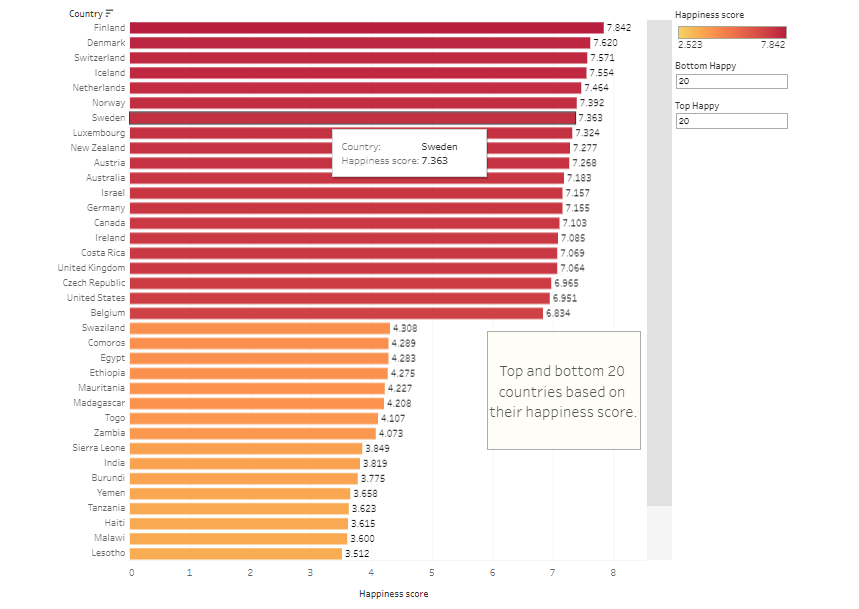 Country
Finland 7.842
Denmark 7.620
Switzerland 7.571
Iceland 7.554
Netherlands 7.464
Norway 7.392
Sweden 7.363
Luxembourg 7.324
New Zealand 7.277
Austria 7.268
Australia 7.183
Israel 7.157
Germany 7.155
Canada 7.103
Ireland 7.085
Costa Rica 7.069
United Kingdom 7.064
Czech Republic 6.965
United States 6.951
Belgium 6.834
Swaziland 4.308
Comoros 4.289
Egypt 4.283
Ethiopia 4.275
Mauritania 4.227
Madagascar 4.208
Togo 4.107
Zambia 4.073
Sierra Leone 3.849
India 3.819
Burundi 3.775
Yemen 3.658
Tanzania 3.623
Haiti 3.615
Malawi 3.600
Lesotho 3.512
0 1 2 3 4 5 6 7 8
Happiness score
Country: Sweden
Happiness score: 7.363
Top and bottom 20
countries based on
their happiness score.
Happiness score
2.523 7.842
Bottom Happy
20
Top Happy
20